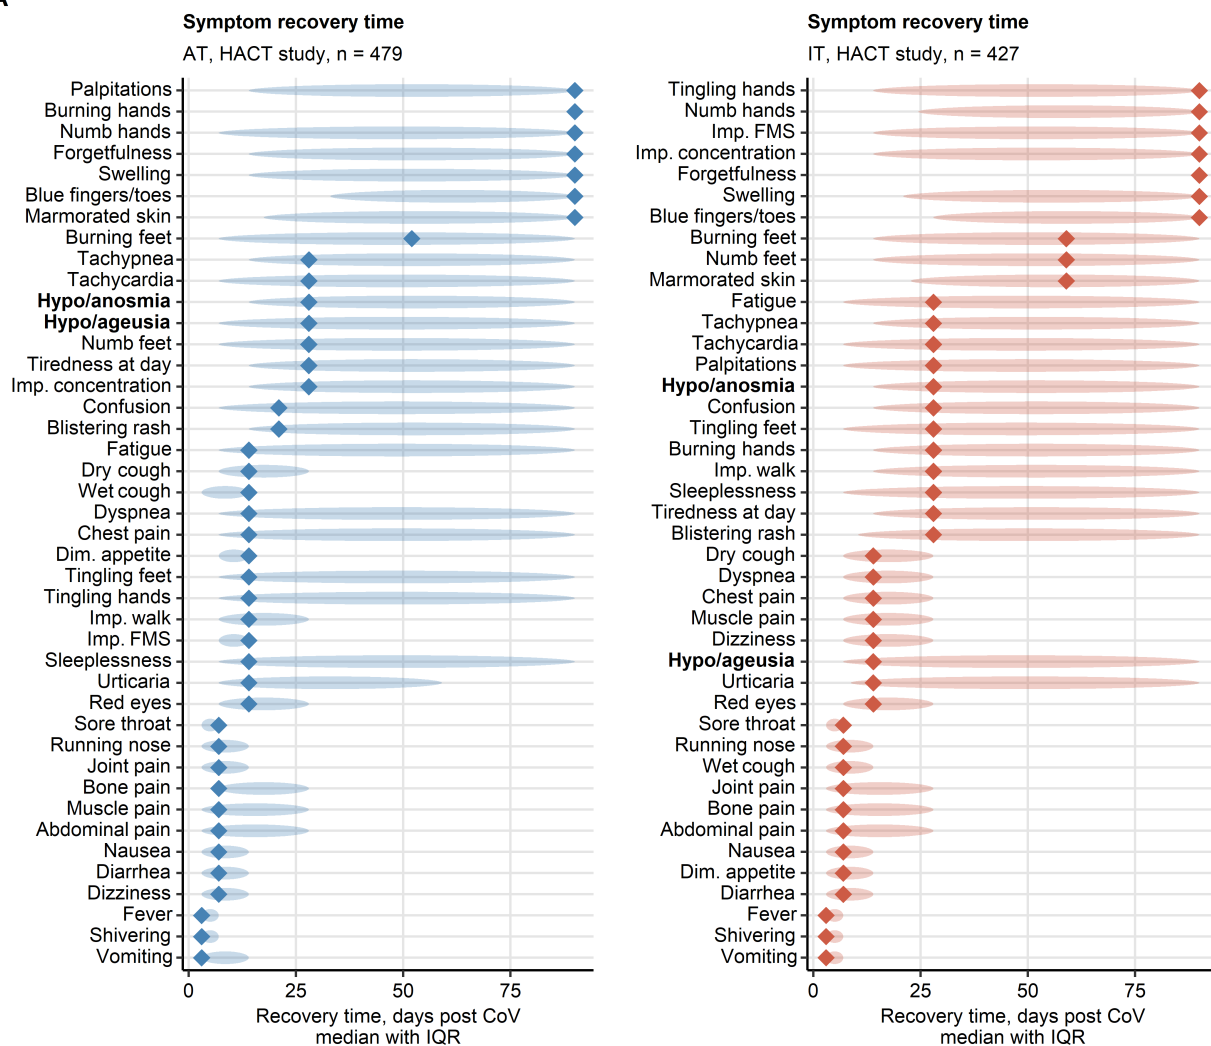 Symptom recovery time
AT, HACT study, n = 479
Palpitations
Burning hands
Numb hands
Forgetfulness
Swelling
Blue fingers/toes
Marmorated skin
Burning feet
Tachypnea
Tachycardia
Hypo/anosmia
Hypo/ageusia
Numb feet
Tiredness at day
Imp. concentration
Confusion
Blistering rash
Fatigue
Dry cough
Wet cough
Dyspnea
Chest pain
Dim. appetite
Tingling feet
Tingling hands
Imp. walk
Imp. FMS
Sleeplessness
Urticaria
Red eyes
Sore throat
Running nose
Joint pain
Bone pain
Muscle pain
Abdominal pain
Nausea
Diarrhea
Dizziness
Fever
Shivering
Vomiting
0 25 50 75
Recovery time, days post CoV
median with IQR
Symptom recovery time
IT, HACT study, n = 427
Tingling hands
Numb hands
Imp. FMS
Imp. concentration
Forgetfulness
Swelling
Blue fingers/toes
Burning feet
Numb feet
Marmorated skin
Fatigue
Tachypnea
Tachycardia
Palpitations
Hypo/anosmia
Confusion
Tingling feet
Burning hands
Imp. walk
Sleeplessness
Tiredness at day
Blistering rash
Dry cough
Dyspnea
Chest pain
Muscle pain
Dizziness
Hypo/ageusia
Urticaria
Red eyes
Sore throat
Running nose
Wet cough
Joint pain
Bone pain
Abdominal pain
Nausea
Dim. appetite
Diarrhea
Fever
Shivering
Vomiting
0 25 50 75
Recovery time, days post CoV
median with IQR